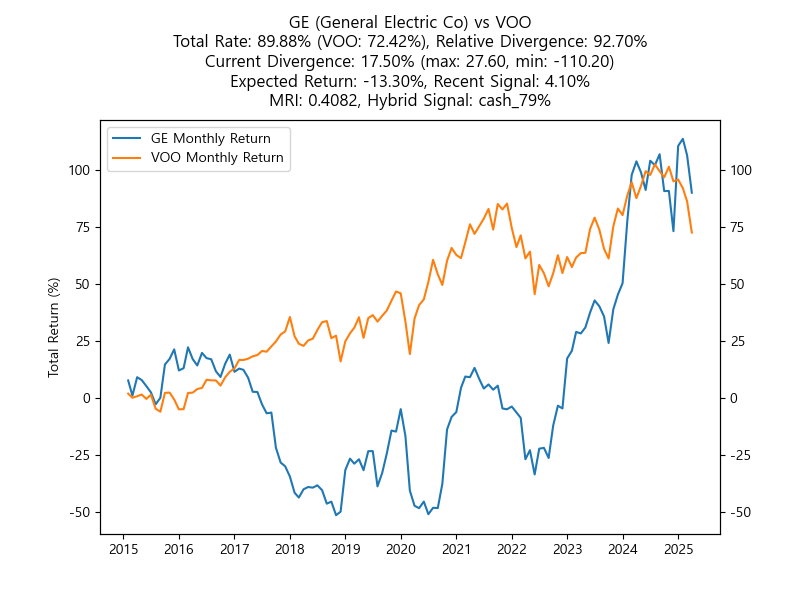 GE (General Electric Co) vs VOO
Total Rate: 89.88% (VOO: 72.42%), Relative Divergence: 92.70%
Current Divergence: 17.50% (max: 27.60, min: -110.20)
Expected Return: -13.30%, Recent Signal: 4.10%
MRI: 0.4082, Hybrid Signal: cash_79%
GE Monthly Return
VOO Monthly Return
Total Return (%)
100
75
50
25
0
-25
-50
100
75
50
25
0
-25
-50
2015 2016 2017 2018 2019 2020 2021 2022 2023 2024 2025